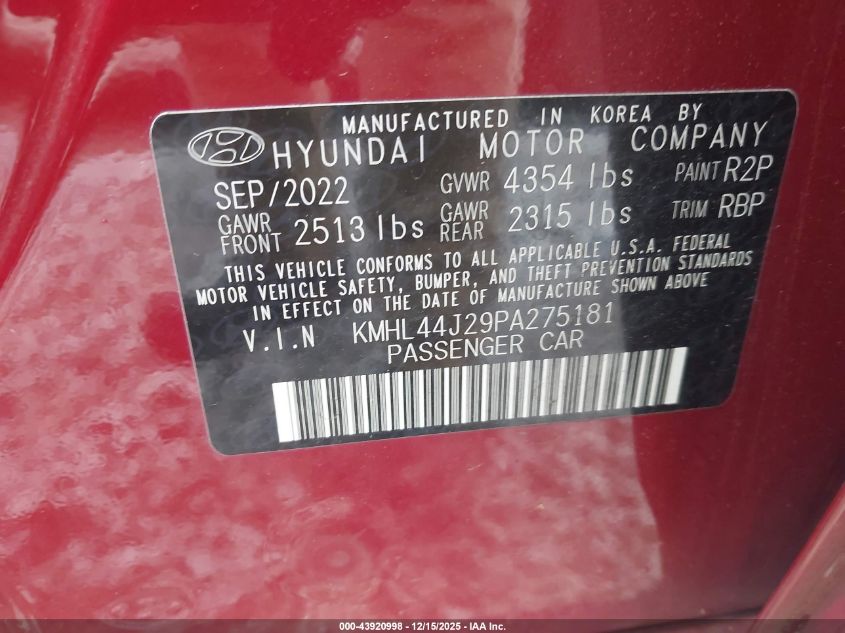 MANUFACTURED IN KOREA BY
HYUNDAI MOTOR COMPANY
SEP/2022 GVWR 4354 lbs PAINT R2P
GAWR FRONT 2513 lbs GAWR REAR 2315 lbs TRIM RBP
THIS VEHICLE CONFORMS TO ALL APPLICABLE U.S.A. FEDERAL
MOTOR VEHICLE SAFETY, BUMPER, AND THEFT PREVENTION STANDARDS
IN EFFECT ON THE DATE OF MANUFACTURE SHOWN ABOVE
V.I.N KMHL44J29PA275181
PASSENGER CAR
000-43920998 - 12/15/2025 - IAA Inc.